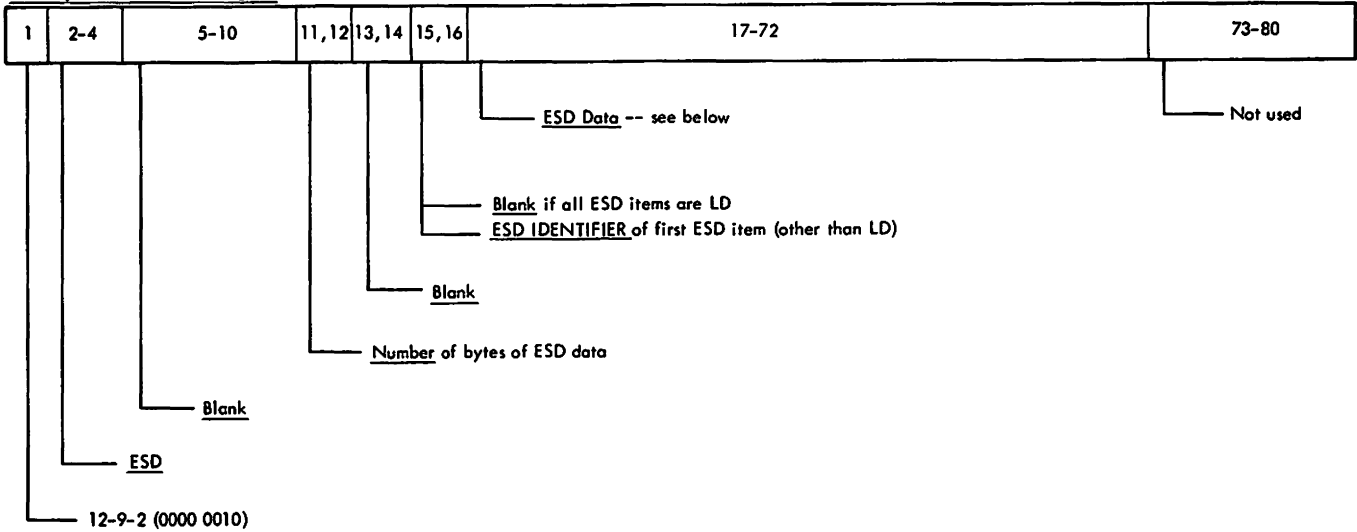 1 2-4 5-10 11,12 13,14 15,16 17-72 73-80
ESD Data -- see below
Not used
Blank if all ESD items are LD
ESD IDENTIFIER of first ESD item (other than LD)
Blank
Number of bytes of ESD data
Blank
ESD
12-9-2 (0000 0010)